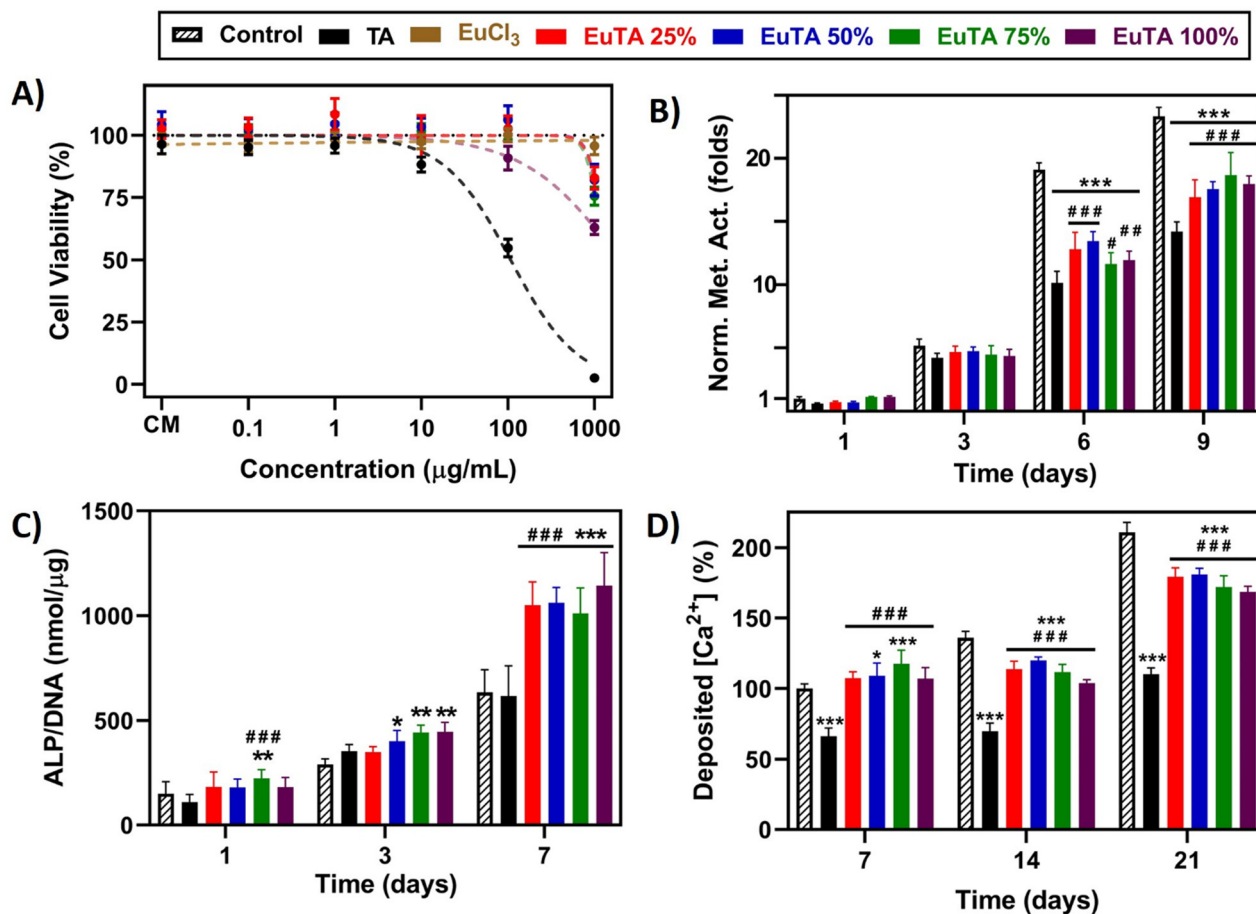 Control TA EuCl3 EuTA 25% EuTA 50% EuTA 75% EuTA 100%
A)
Cell Viability (%)
100
75
50
25
0
CM 0.1 1 10 100 1000
Concentration (μg/mL)
B)
Norm. Met. Act. (folds)
20
10
1
***
###
***
###
#
##
1 3 6 9
Time (days)
C)
ALP/DNA (nmol/μg)
1500
1000
500
0
### ***
* ** **
###
**
1 3 7
Time (days)
D)
Deposited [Ca2+] (%)
200
150
100
50
0
***
###
***
###
###
* ***
*** *** ***
7 14 21
Time (days)